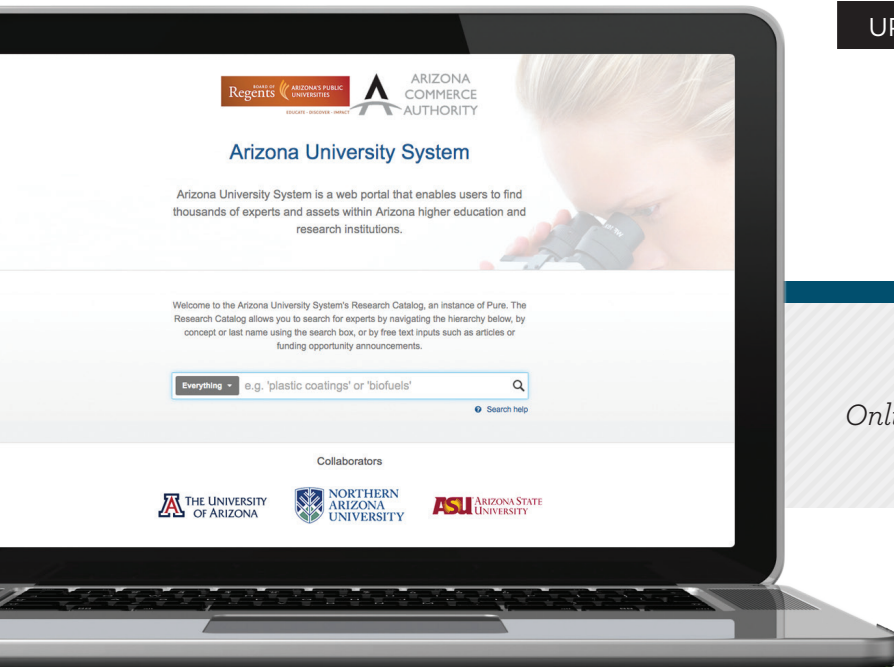 UP
BOARD OF
Regents
ARIZONA'S PUBLIC
UNIVERSITIES
EDUCATE · DISCOVER · IMPACT
ARIZONA
COMMERCE
AUTHORITY
Arizona University System
Arizona University System is a web portal that enables users to find
thousands of experts and assets within Arizona higher education and
research institutions.
Welcome to the Arizona University System's Research Catalog, an instance of Pure. The
Research Catalog allows you to search for experts by navigating the hierarchy below, by
concept or last name using the search box, or by free text inputs such as articles or
funding opportunity announcements.
Everything e.g. 'plastic coatings' or 'biofuels'
? Search help
Onli
Collaborators
A THE UNIVERSITY
OF ARIZONA
NORTHERN
ARIZONA
UNIVERSITY
ASU ARIZONA STATE
UNIVERSITY